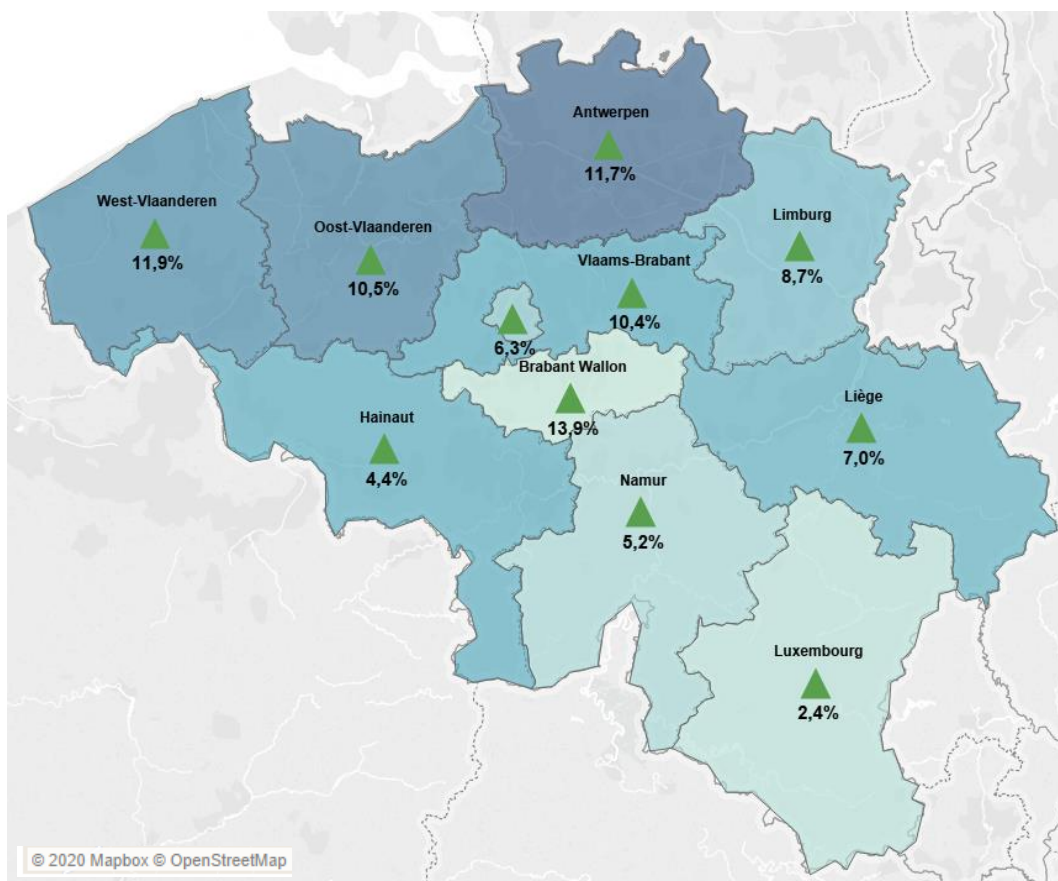 Antwerpen
11,7%
West-Vlaanderen
11,9%
Oost-Vlaanderen
10,5%
Limburg
8,7%
Vlaams-Brabant
10,4%
6,3%
Brabant Wallon
13,9%
Hainaut
4,4%
Liège
7,0%
Namur
5,2%
Luxembourg
2,4%
© 2020 Mapbox © OpenStreetMap